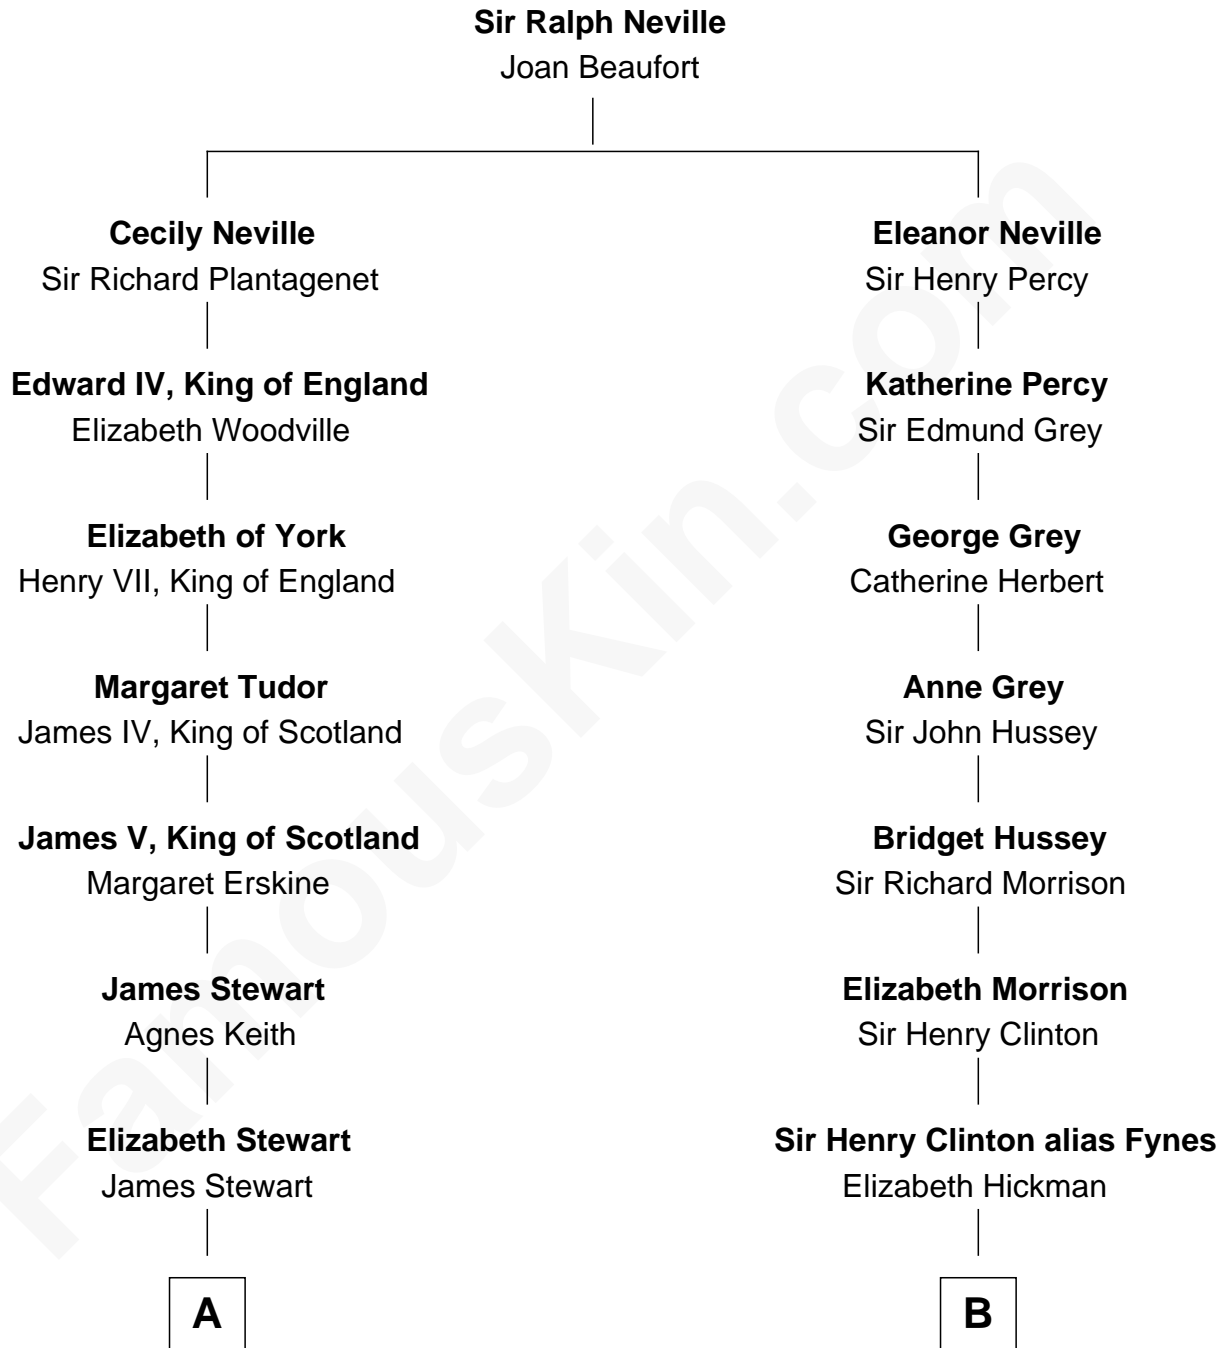 Sir Ralph Neville
Joan Beaufort
Cecily Neville
Sir Richard Plantagenet
Edward IV, King of England
Elizabeth Woodville
Elizabeth of York
Henry VII, King of England
Margaret Tudor
James IV, King of Scotland
James V, King of Scotland
Margaret Erskine
James Stewart
Agnes Keith
Elizabeth Stewart
James Stewart
A
Eleanor Neville
Sir Henry Percy
Katherine Percy
Sir Edmund Grey
George Grey
Catherine Herbert
Anne Grey
Sir John Hussey
Bridget Hussey
Sir Richard Morrison
Elizabeth Morrison
Sir Henry Clinton
Sir Henry Clinton alias Fynes
Elizabeth Hickman
B
FamousKin.com